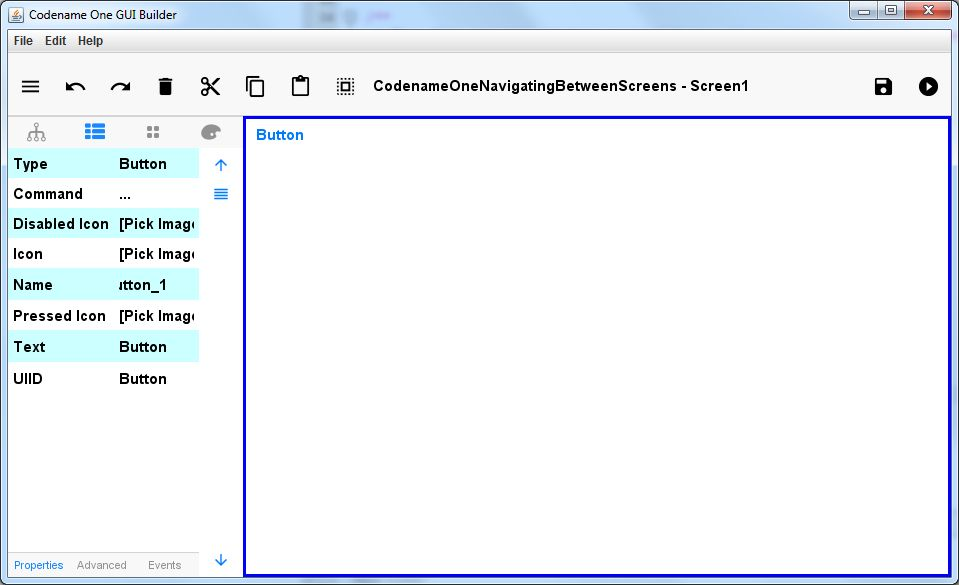 Codename One GUI Builder
File Edit Help
CodenameOneNavigatingBetweenScreens - Screen1
Button
Type Button
Command ...
Disabled Icon [Pick Image
Icon [Pick Image
Name utton_1
Pressed Icon [Pick Image
Text Button
UIID Button
Properties Advanced Events